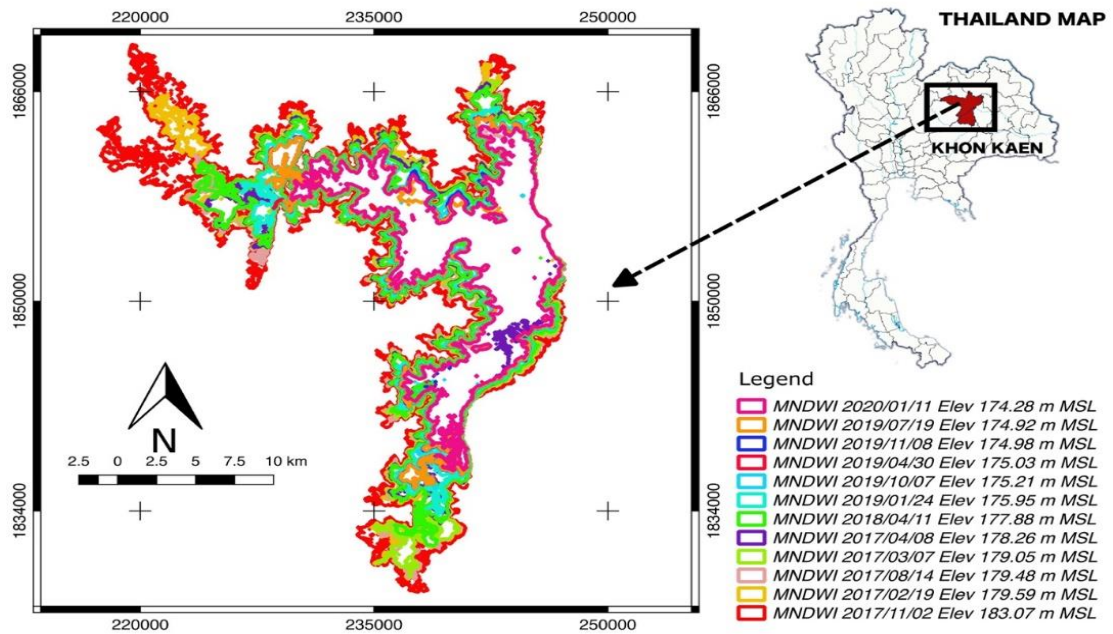 220000 235000 250000
THAILAND MAP
1866000 1866000
KHON KAEN
1850000 1850000
N
2.5 0 2.5 5 7.5 10 km
1834000 1834000
220000 235000 250000
Legend
MNDWI 2020/01/11 Elev 174.28 m MSL
MNDWI 2019/07/19 Elev 174.92 m MSL
MNDWI 2019/11/08 Elev 174.98 m MSL
MNDWI 2019/04/30 Elev 175.03 m MSL
MNDWI 2019/10/07 Elev 175.21 m MSL
MNDWI 2019/01/24 Elev 175.95 m MSL
MNDWI 2018/04/11 Elev 177.88 m MSL
MNDWI 2017/04/08 Elev 178.26 m MSL
MNDWI 2017/03/07 Elev 179.05 m MSL
MNDWI 2017/08/14 Elev 179.48 m MSL
MNDWI 2017/02/19 Elev 179.59 m MSL
MNDWI 2017/11/02 Elev 183.07 m MSL